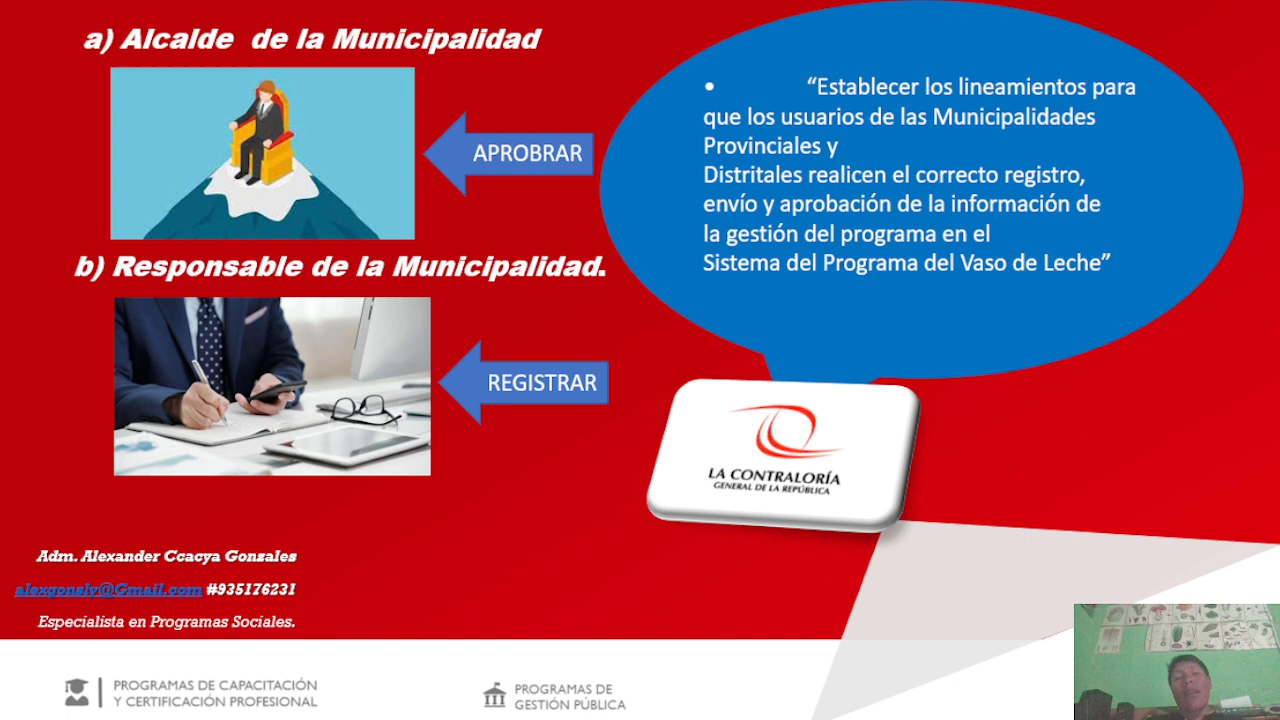 a) Alcalde de la Municipalidad
APROBRAR
b) Responsable de la Municipalidad.
REGISTRAR
• “Establecer los lineamientos para
que los usuarios de las Municipalidades
Provinciales y
Distritales realicen el correcto registro,
envío y aprobación de la información de
la gestión del programa en el
Sistema del Programa del Vaso de Leche”
LA CONTRALORÍA
GENERAL DE LA REPÚBLICA
Adm. Alexander Ccacya Gonzales
alexgonsly@Gmail.com #935176231
Especialista en Programas Sociales.
PROGRAMAS DE CAPACITACIÓN
Y CERTIFICACIÓN PROFESIONAL
PROGRAMAS DE
GESTIÓN PÚBLICA